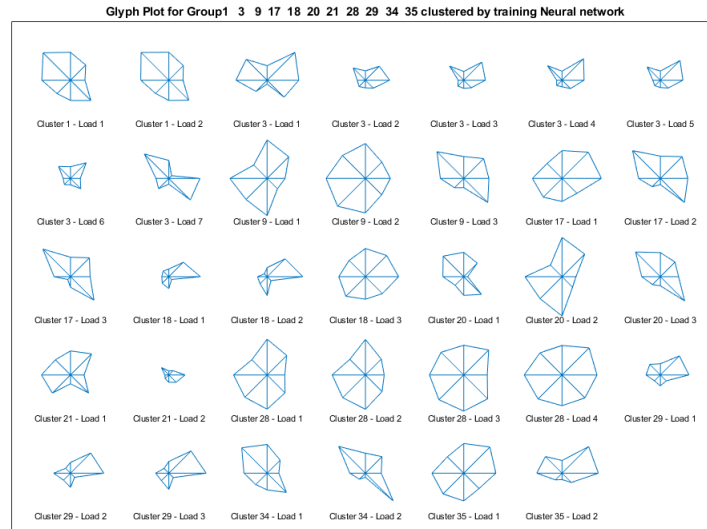 Glyph Plot for Group1 3 9 17 18 20 21 28 29 34 35 clustered by training Neural network
Cluster 1 - Load 1 Cluster 1 - Load 2 Cluster 3 - Load 1 Cluster 3 - Load 2 Cluster 3 - Load 3 Cluster 3 - Load 4 Cluster 3 - Load 5
Cluster 3 - Load 6 Cluster 3 - Load 7 Cluster 9 - Load 1 Cluster 9 - Load 2 Cluster 9 - Load 3 Cluster 17 - Load 1 Cluster 17 - Load 2
Cluster 17 - Load 3 Cluster 18 - Load 1 Cluster 18 - Load 2 Cluster 18 - Load 3 Cluster 20 - Load 1 Cluster 20 - Load 2 Cluster 20 - Load 3
Cluster 21 - Load 1 Cluster 21 - Load 2 Cluster 28 - Load 1 Cluster 28 - Load 2 Cluster 28 - Load 3 Cluster 28 - Load 4 Cluster 29 - Load 1
Cluster 29 - Load 2 Cluster 29 - Load 3 Cluster 34 - Load 1 Cluster 34 - Load 2 Cluster 35 - Load 1 Cluster 35 - Load 2